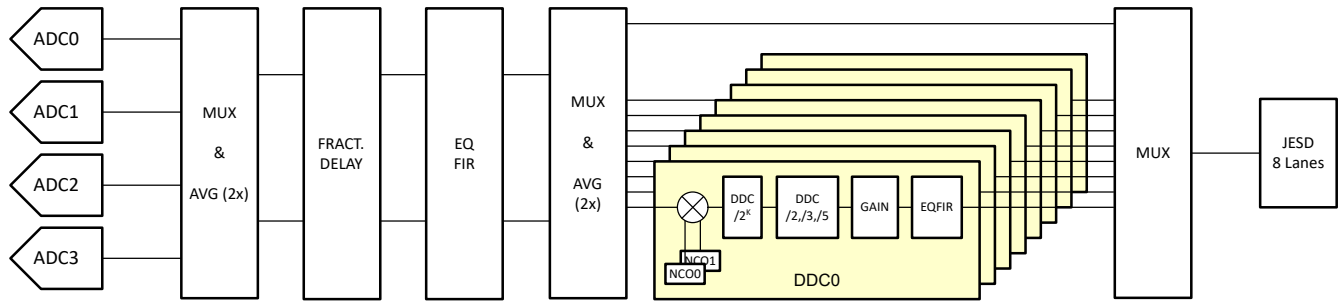 ADC0
ADC1
ADC2
ADC3
MUX
&
AVG (2x)
FRACT.
DELAY
EQ
FIR
MUX
&
AVG
(2x)
DDC
/2ᴷ
DDC
/2,/3,/5
GAIN
EQFIR
NCO1
NCO0
DDC0
MUX
JESD
8 Lanes